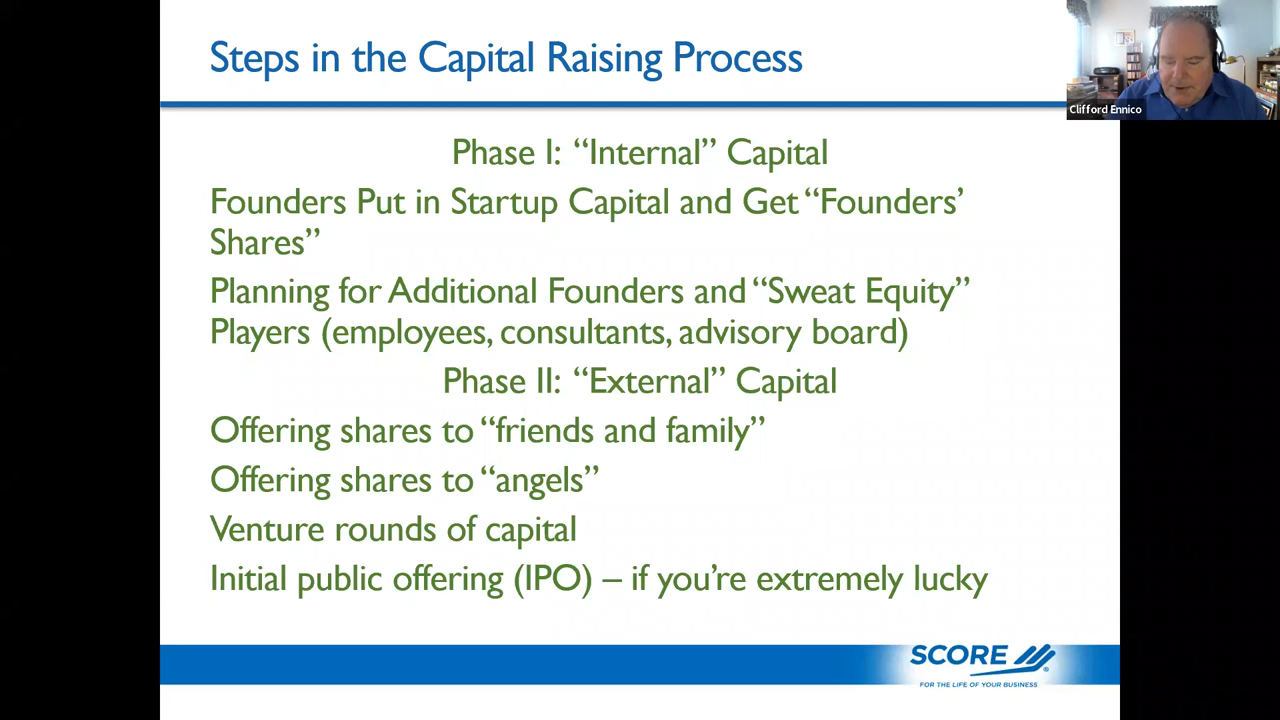 Steps in the Capital Raising Process
Clifford Ennico
Phase I: “Internal” Capital
Founders Put in Startup Capital and Get “Founders’
Shares”
Planning for Additional Founders and “Sweat Equity”
Players (employees, consultants, advisory board)
Phase II: “External” Capital
Offering shares to “friends and family”
Offering shares to “angels”
Venture rounds of capital
Initial public offering (IPO) – if you’re extremely lucky
SCORE
FOR THE LIFE OF YOUR BUSINESS